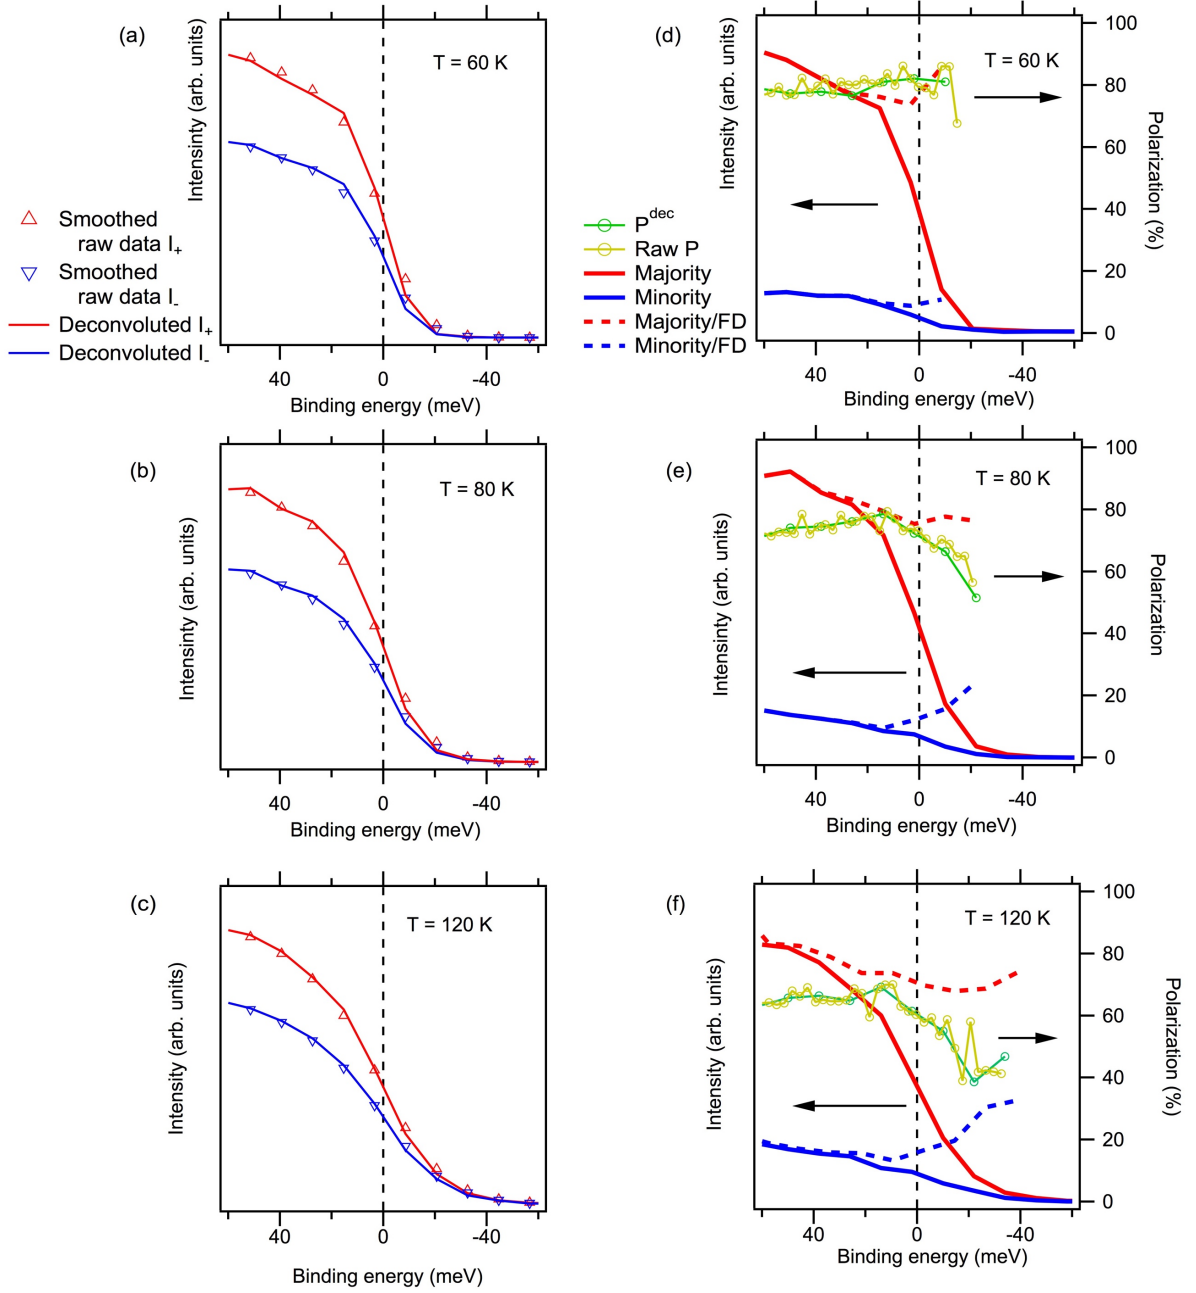 (a)
Intensinty (arb. units)
T = 60 K
40
0
-40
Binding energy (meV)
Smoothed
raw data I+
Smoothed
raw data I-
Deconvoluted I+
Deconvoluted I-
(b)
Intensinty (arb. units)
T = 80 K
40
0
-40
Binding energy (meV)
(c)
Intensinty (arb. units)
T = 120 K
40
0
-40
Binding energy (meV)
(d)
Intensity (arb. units)
T = 60 K
100
80
60
40
20
0
Polarization (%)
40
0
-40
Binding energy (meV)
Pdec
Raw P
Majority
Minority
Majority/FD
Minority/FD
(e)
Intensity (arb. units)
T = 80 K
100
80
60
40
20
0
Polarization
40
0
-40
Binding energy (meV)
(f)
Intensity (arb. units)
T = 120 K
100
80
60
40
20
0
Polarization (%)
40
0
-40
Binding energy (meV)